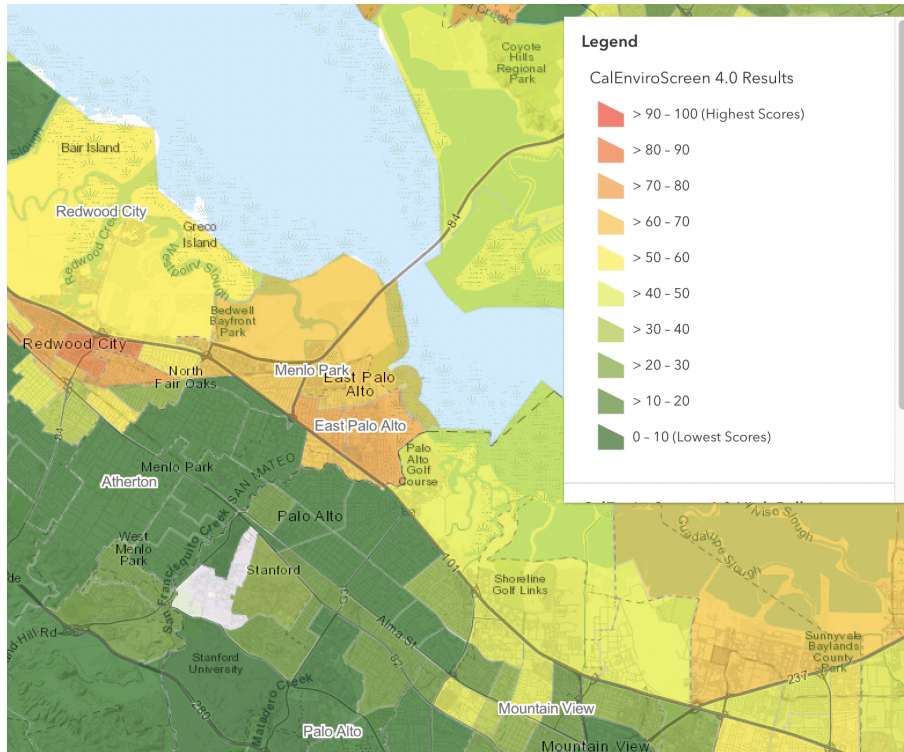 Coyote
Hills
Regional
Park
Legend
CalEnviroScreen 4.0 Results
> 90 – 100 (Highest Scores)
> 80 – 90
> 70 – 80
> 60 – 70
> 50 – 60
> 40 – 50
> 30 – 40
> 20 – 30
> 10 – 20
0 – 10 (Lowest Scores)
Slough
Bair Island
Redwood City
Greco
Island
84
Bedwell
Bayfront
Park
Redwood City
North
Fair Oaks
Menlo Park
East Palo
Alto
East Palo Alto
84
Palo
Alto
Golf
Course
Menlo Park
Atherton
SAN MATEO
Palo Alto
San Francisquito Creek
West
Menlo
Park
Stanford
G3
101
Shoreline
Golf Links
Guadalupe Slough
Alma St
82
Stanford
University
280
Madero Creek
Palo Alto
Mountain View
Mountain View
237
Sunnyvale
Baylands
County
Park